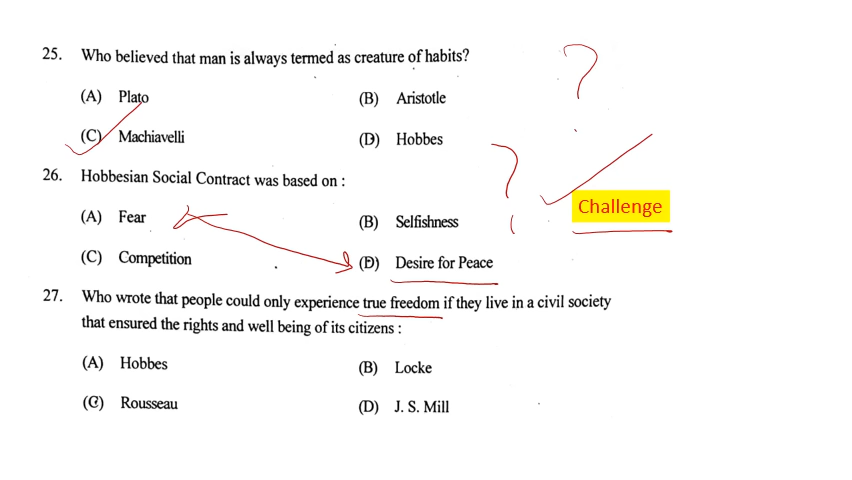 25. Who believed that man is always termed as creature of habits?
(A) Plato (B) Aristotle
(C) Machiavelli (D) Hobbes
26. Hobbesian Social Contract was based on :
Challenge
(A) Fear (B) Selfishness
(C) Competition (D) Desire for Peace
27. Who wrote that people could only experience true freedom if they live in a civil society
that ensured the rights and well being of its citizens :
(A) Hobbes (B) Locke
(C) Rousseau (D) J. S. Mill